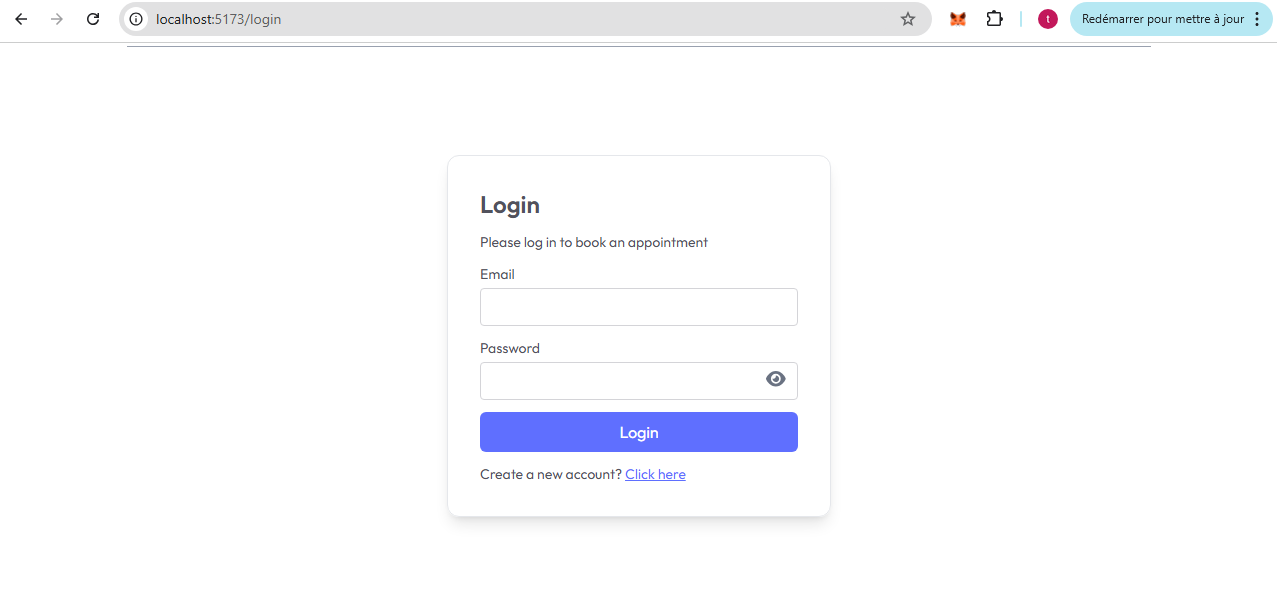 localhost:5173/login
t
Redémarrer pour mettre à jour
Login
Please log in to book an appointment
Email
Password
Login
Create a new account? Click here